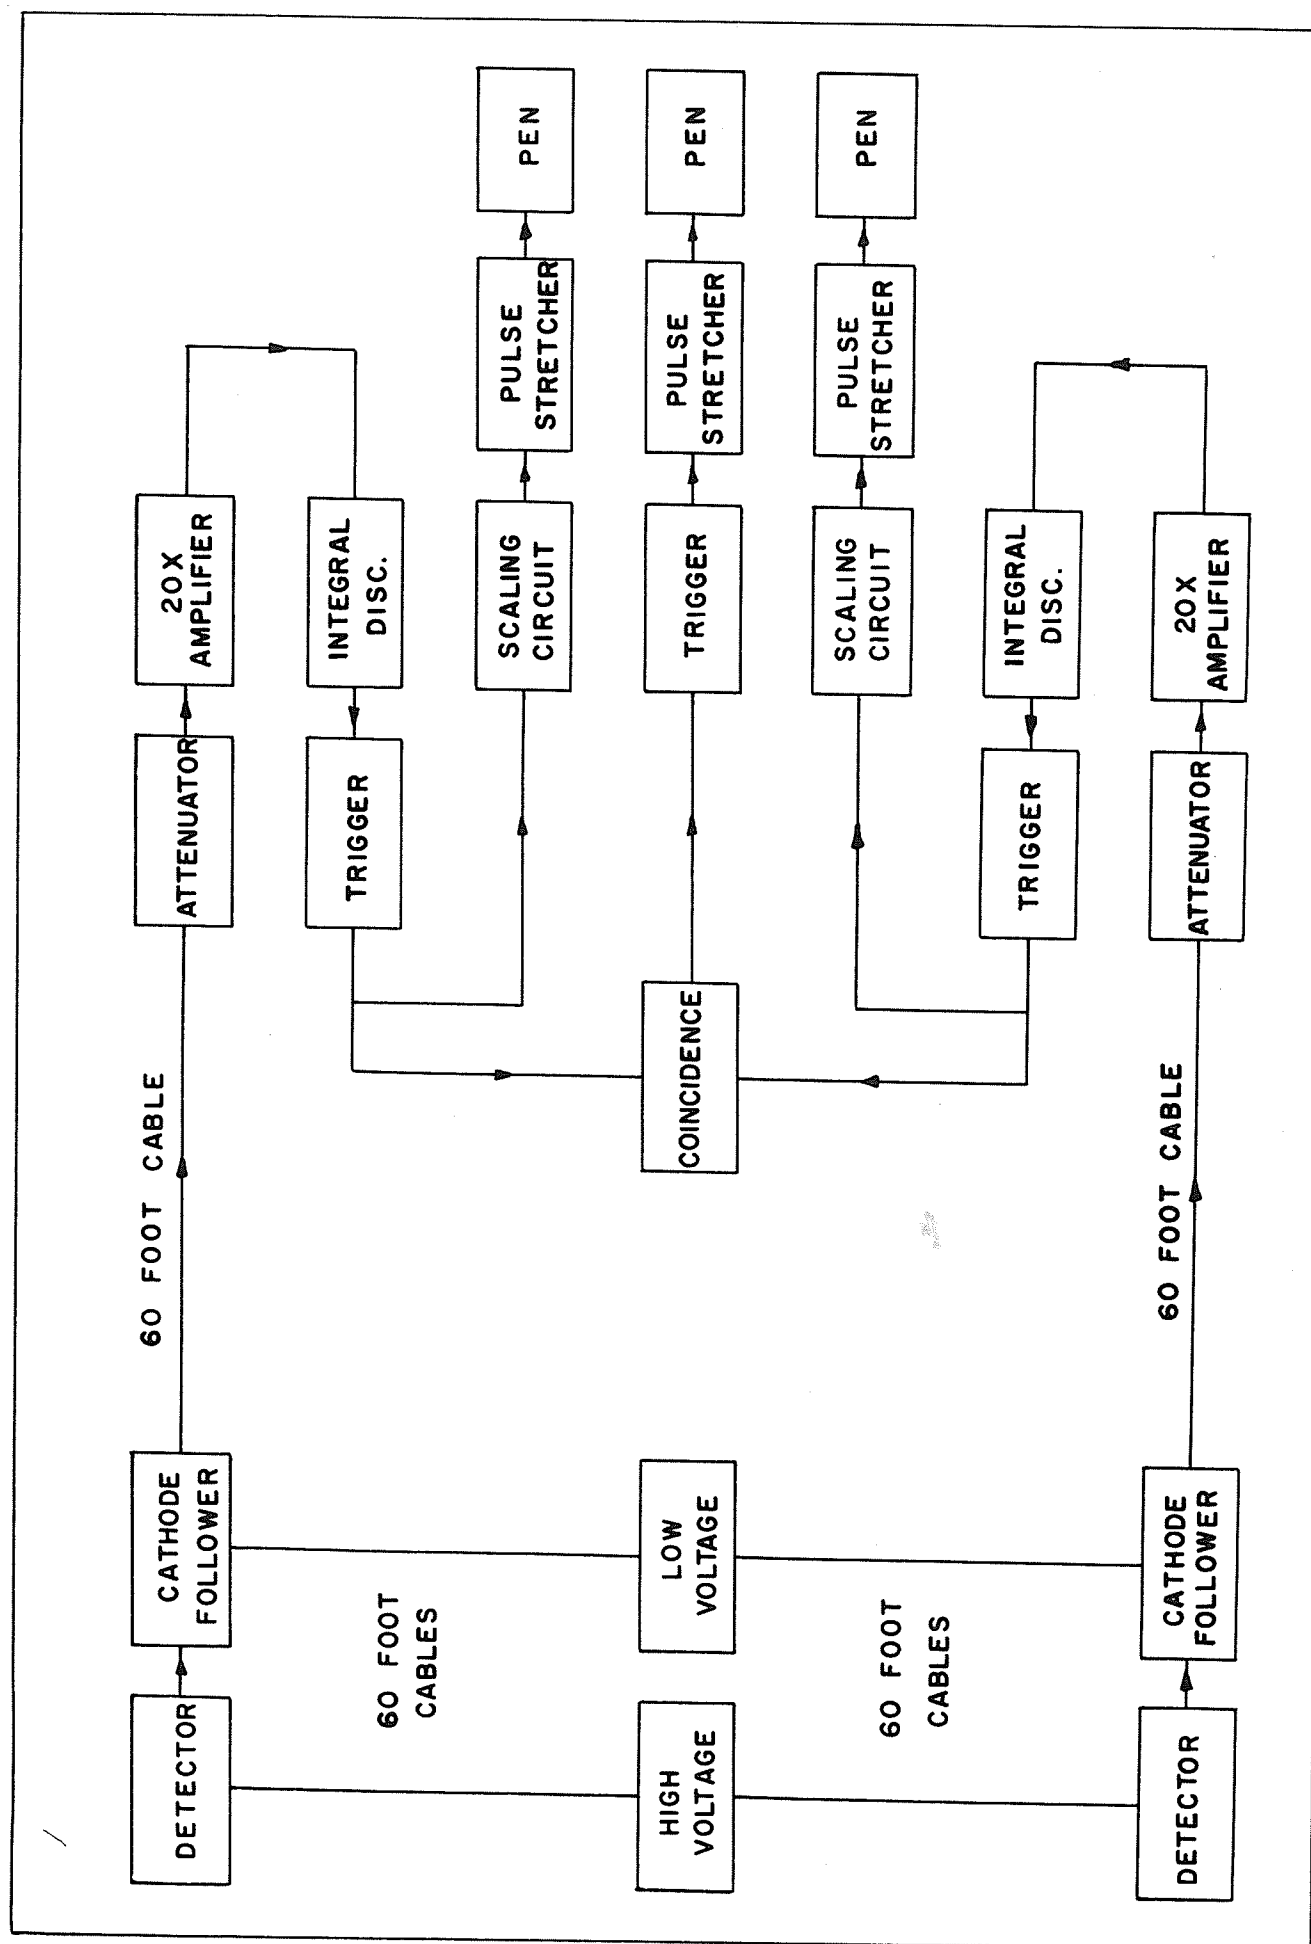 DETECTOR
CATHODE
FOLLOWER
60 FOOT CABLE
ATTENUATOR
20X
AMPLIFIER
TRIGGER
INTEGRAL
DISC.
60 FOOT
CABLES
SCALING
CIRCUIT
PULSE
STRETCHER
PEN
HIGH
VOLTAGE
LOW
VOLTAGE
COINCIDENCE
TRIGGER
PULSE
STRETCHER
PEN
60 FOOT
CABLES
SCALING
CIRCUIT
PULSE
STRETCHER
PEN
TRIGGER
INTEGRAL
DISC.
DETECTOR
CATHODE
FOLLOWER
60 FOOT CABLE
ATTENUATOR
20X
AMPLIFIER